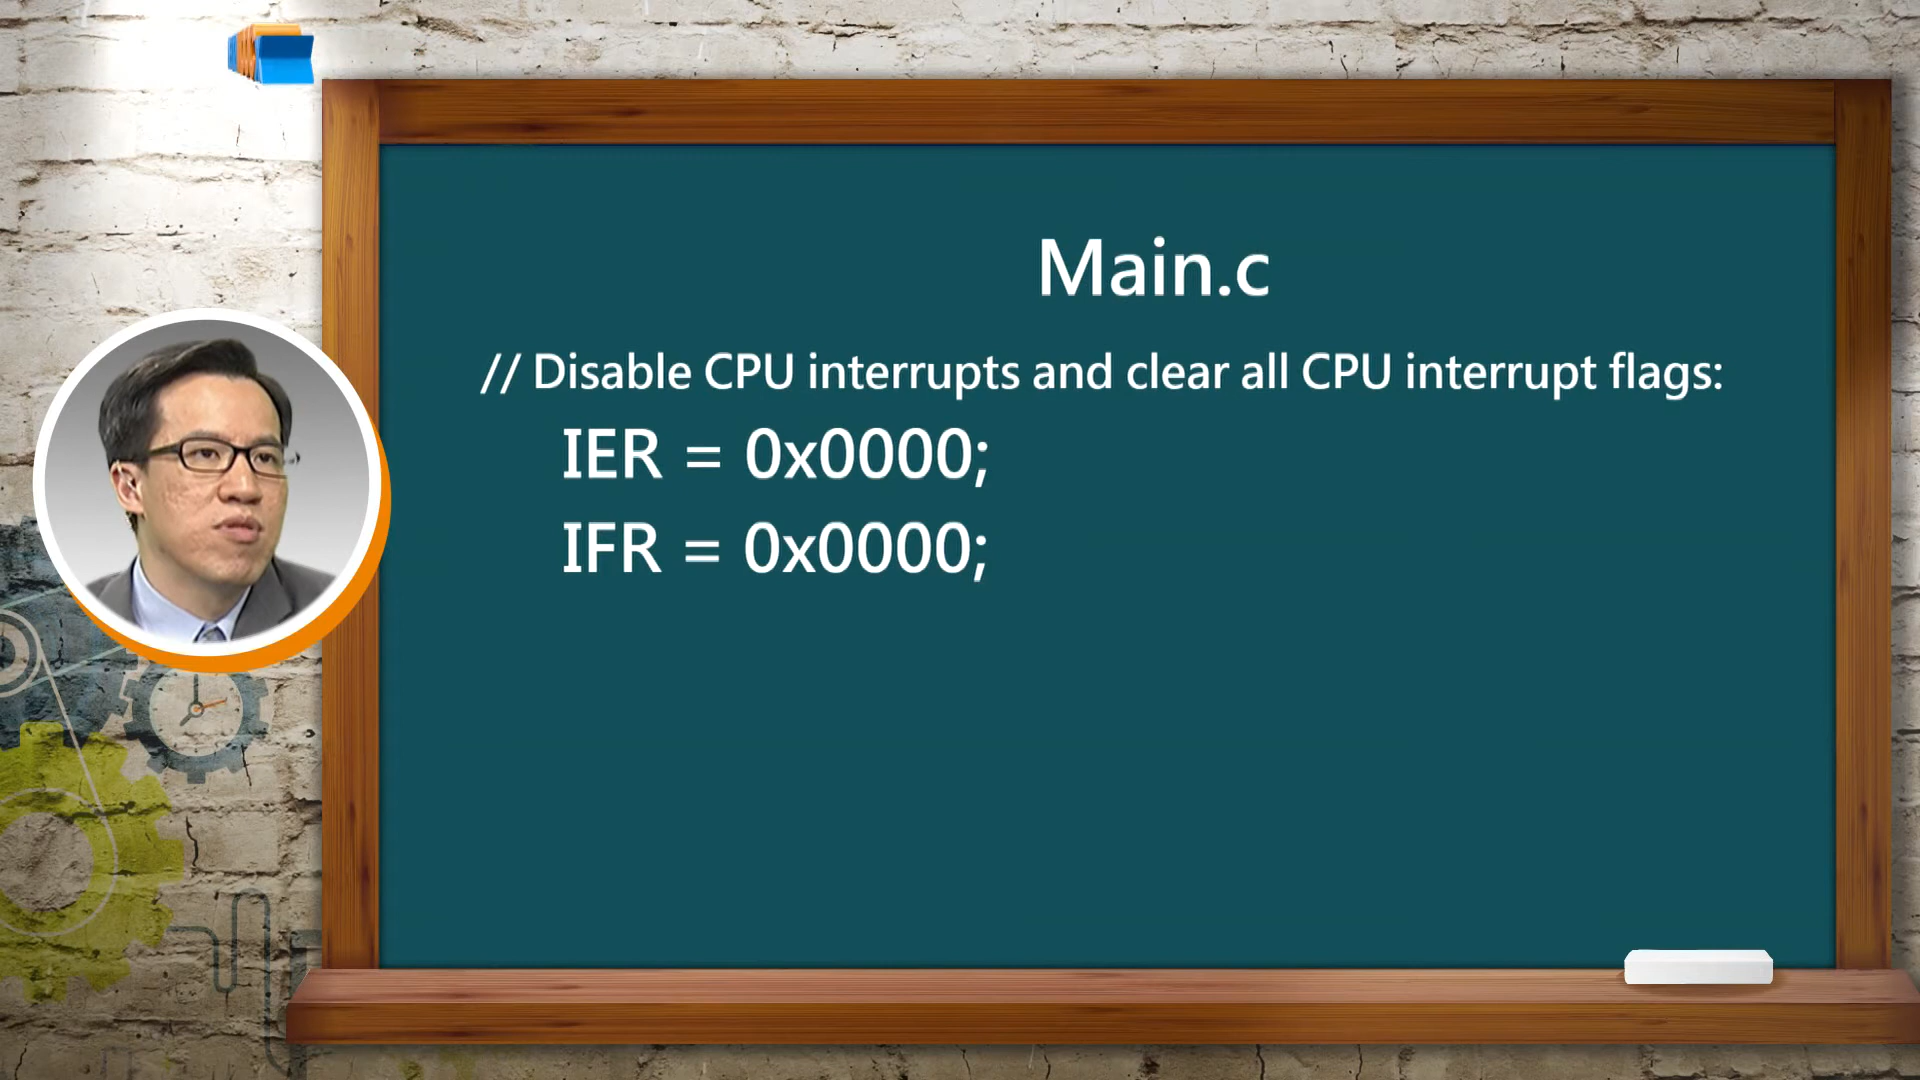 Main.c
// Disable CPU interrupts and clear all CPU interrupt flags:
IER = 0x0000;
IFR = 0x0000;